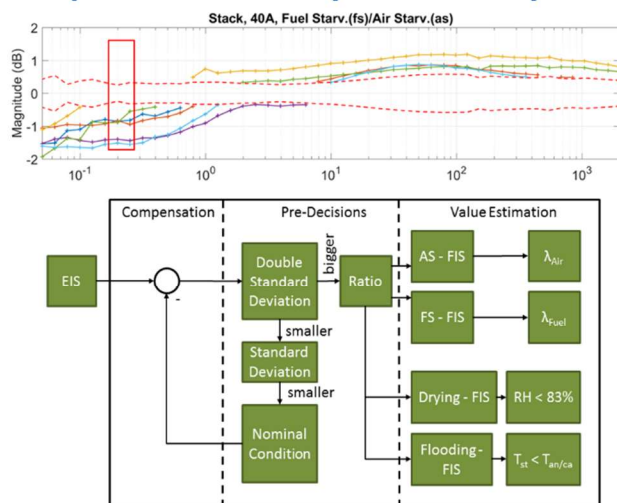 Stack, 40A, Fuel Starv.(fs)/Air Starv.(as)
Magnitude (dB)
2
1
0
-1
-2
10-1
100
101
102
103
Compensation
Pre-Decisions
Value Estimation
EIS
-
Double
Standard
Deviation
bigger
Ratio
AS - FIS
λAir
FS - FIS
λFuel
smaller
Standard
Deviation
smaller
Nominal
Condition
Drying - FIS
RH < 83%
Flooding-
FIS
Tst < Tan/ca